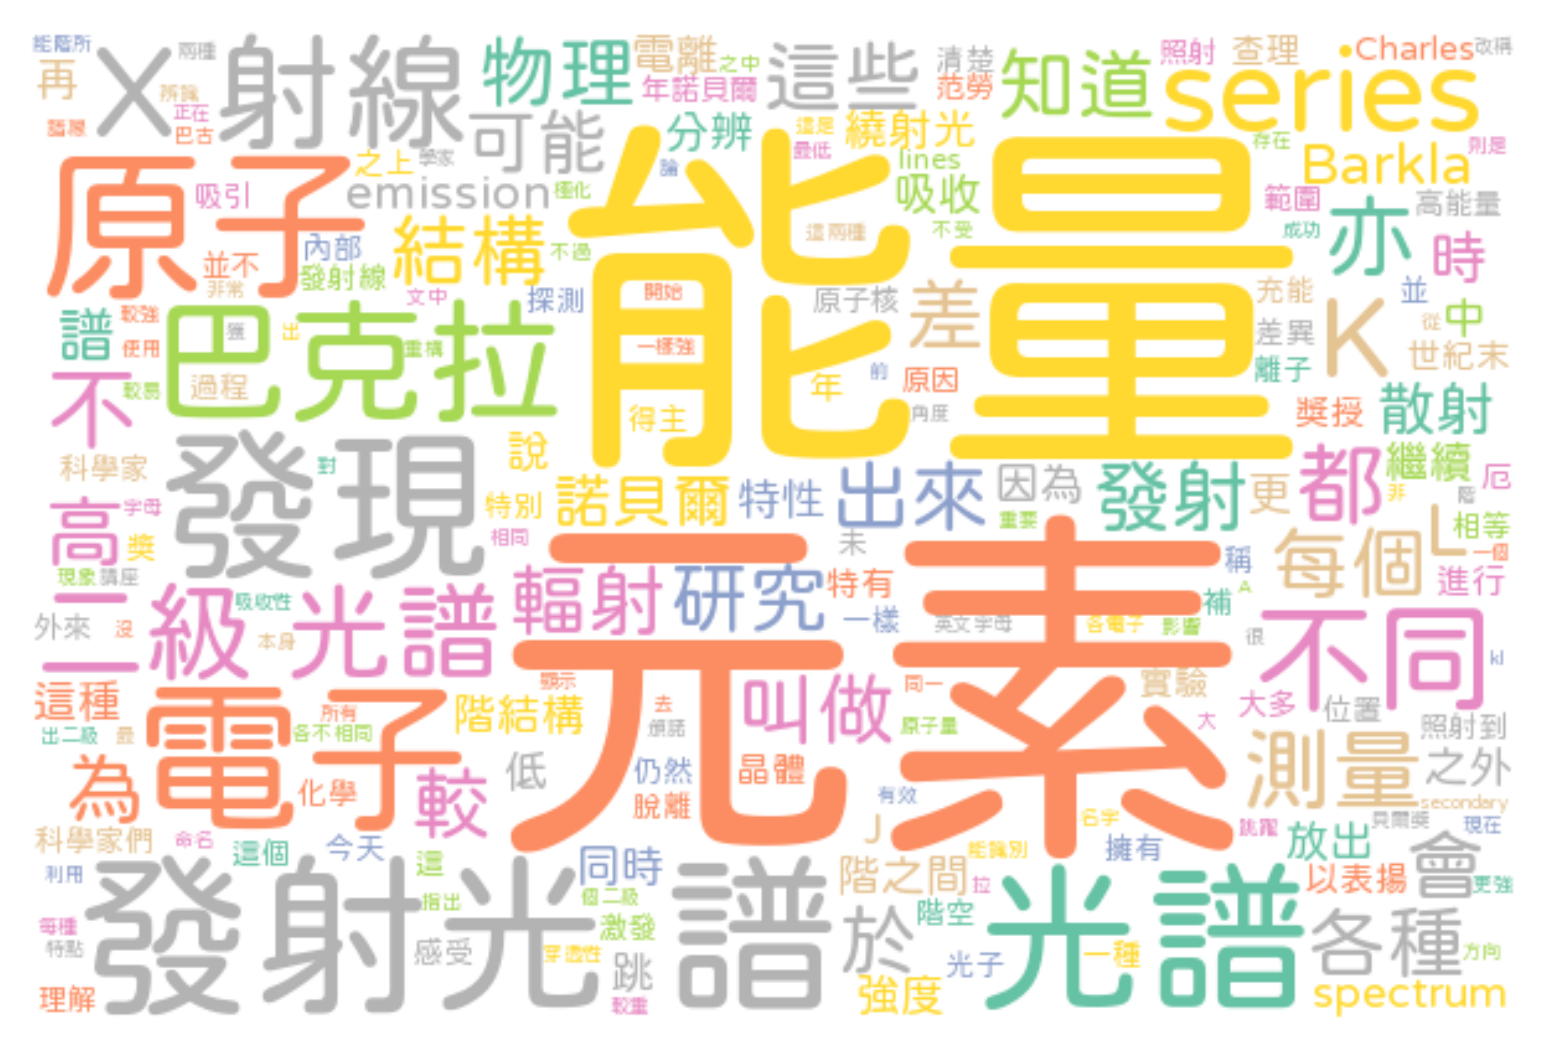 能階所
兩種
X射線
物理
電離
之中
這些
清楚
知道
照射
查理
Charles
改稱
再
辨識
正在
巴古
譜線
年諾貝爾
范勞
series
可能
分辨
這是
最低
繞射光
存在
則是
原子
之上
學家
論
lines
Barkla
吸引
emission
極化
能量
吸收
範圍
高能量
內部
結構
不過
這兩種
不受
成功
亦
時
並不
非常
發射線
文中
探測
開始
原子核
差
充能
並
譜
較強
獲
出
差異
K
從
中
使用
巴克拉
重構
一樣強
前
離子
世紀末
不
較易
過程
得主
年
原因
角度
獎授
散射
科學家
發現
對
說
繼續
特別
諾貝爾
特性
出來
因為
發射
更
都
非
階
厄
高
字母
獎
相同
未
重要
L
相等
現象
講座
每個
一個
二級光譜
吸收性
輻射
研究
特有
稱
A
進行
外來
沒
本身
一樣
英文字母
各電子
影響
補
很
不同
kl
這種
電子
所有
各不相同
階結構
顯示
元素
去
頒諾
叫做
同一
原子量
實驗
大
大多
位置
照射到
出二級
最
為
化學
較
低
仍然
脫離
晶體
有效
測量
之外
secondary
科學家們
命名
這個
今天
這
J
名字
能識別
擁有
跳躍
放出
貝爾獎
現在
利用
發射光譜
同時
個二級
階之間
拉
光譜
以表揚
會
更強
每種
特點
指出
感受
穿透性
激發
跳
於
階空
光子
一種
各種
方向
理解
較重
強度
spectrum